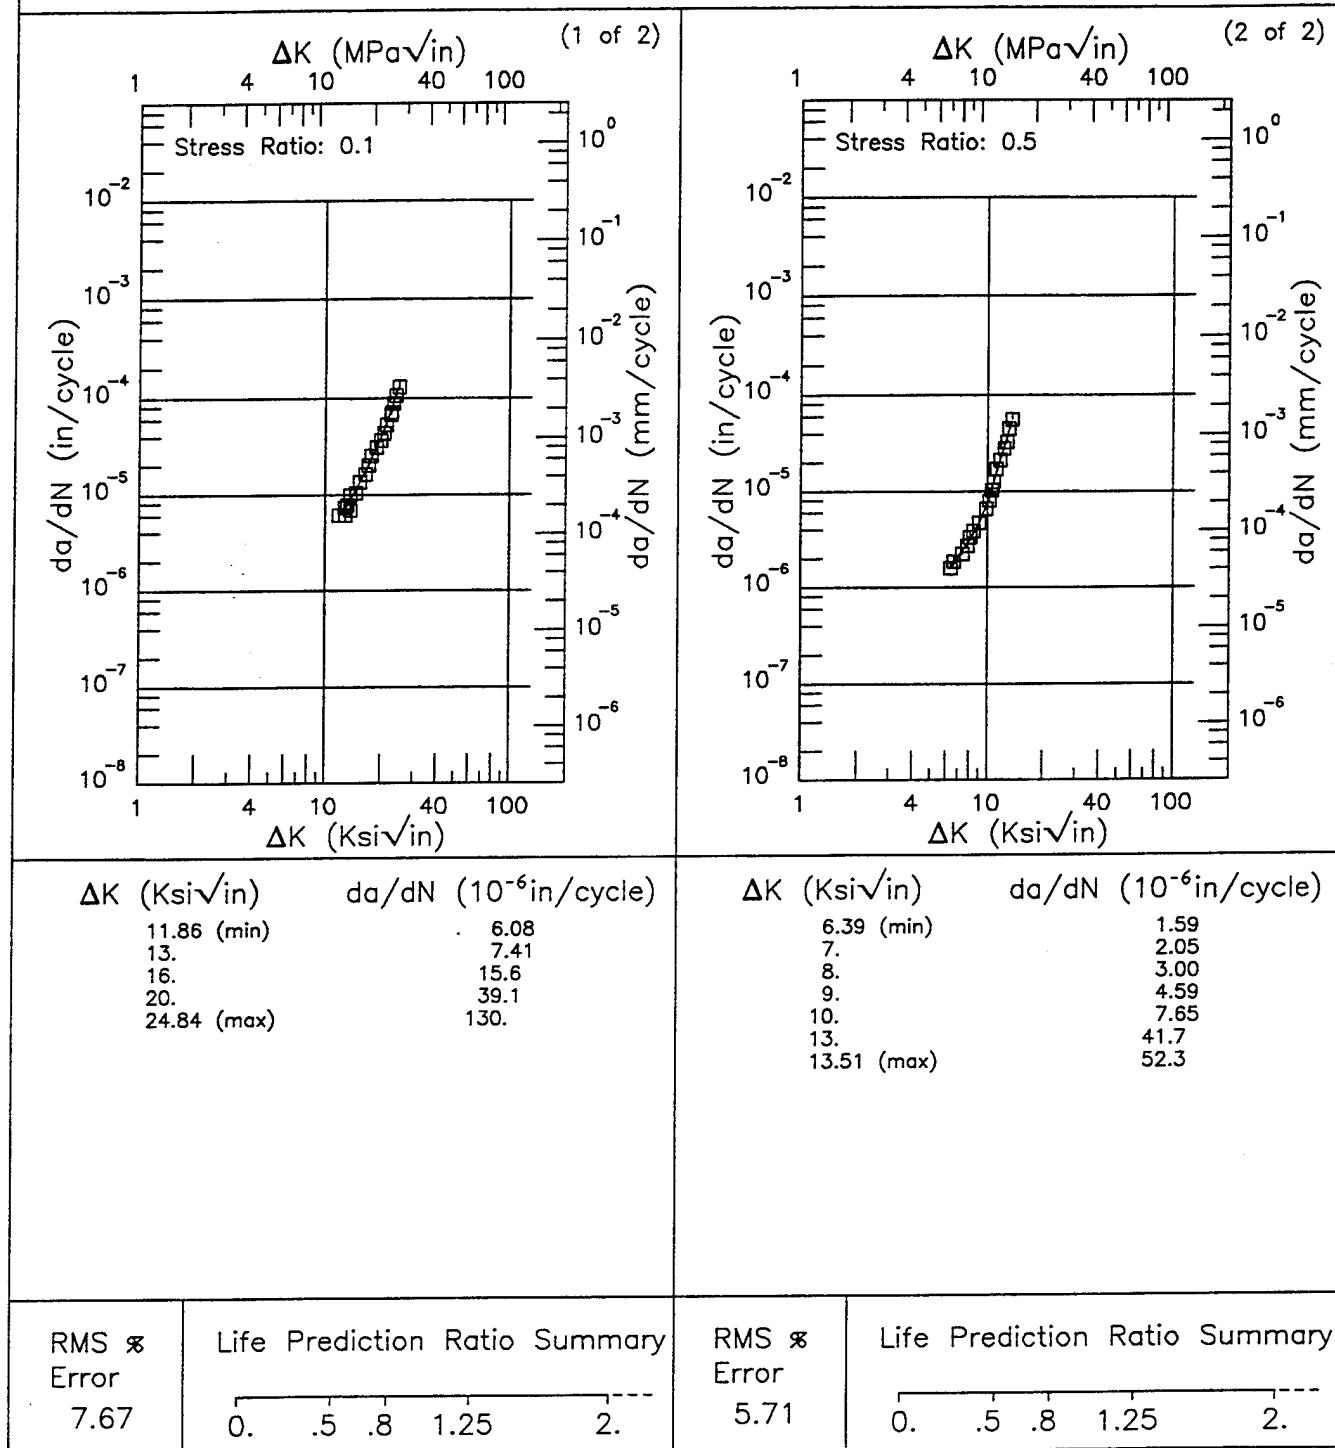 (1 of 2)
ΔK (MPa√in)
1 4 10 40 100
Stress Ratio: 0.1
10⁰
10⁻¹
10⁻²
10⁻³
10⁻⁴
10⁻⁵
10⁻⁶
da/dN (mm/cycle)
10⁻²
10⁻³
10⁻⁴
10⁻⁵
10⁻⁶
10⁻⁷
10⁻⁸
da/dN (in/cycle)
1 4 10 40 100
ΔK (Ksi√in)
(2 of 2)
ΔK (MPa√in)
1 4 10 40 100
Stress Ratio: 0.5
10⁰
10⁻¹
10⁻²
10⁻³
10⁻⁴
10⁻⁵
10⁻⁶
da/dN (mm/cycle)
10⁻²
10⁻³
10⁻⁴
10⁻⁵
10⁻⁶
10⁻⁷
10⁻⁸
da/dN (in/cycle)
1 4 10 40 100
ΔK (Ksi√in)
ΔK (Ksi√in) da/dN (10⁻⁶in/cycle)
11.86 (min) 6.08
13. 7.41
16. 15.6
20. 39.1
24.84 (max) 130.
ΔK (Ksi√in) da/dN (10⁻⁶in/cycle)
6.39 (min) 1.59
7. 2.05
8. 3.00
9. 4.59
10. 7.65
13. 41.7
13.51 (max) 52.3
RMS %
Error
7.67
Life Prediction Ratio Summary
0. .5 .8 1.25 2.
RMS %
Error
5.71
Life Prediction Ratio Summary
0. .5 .8 1.25 2.